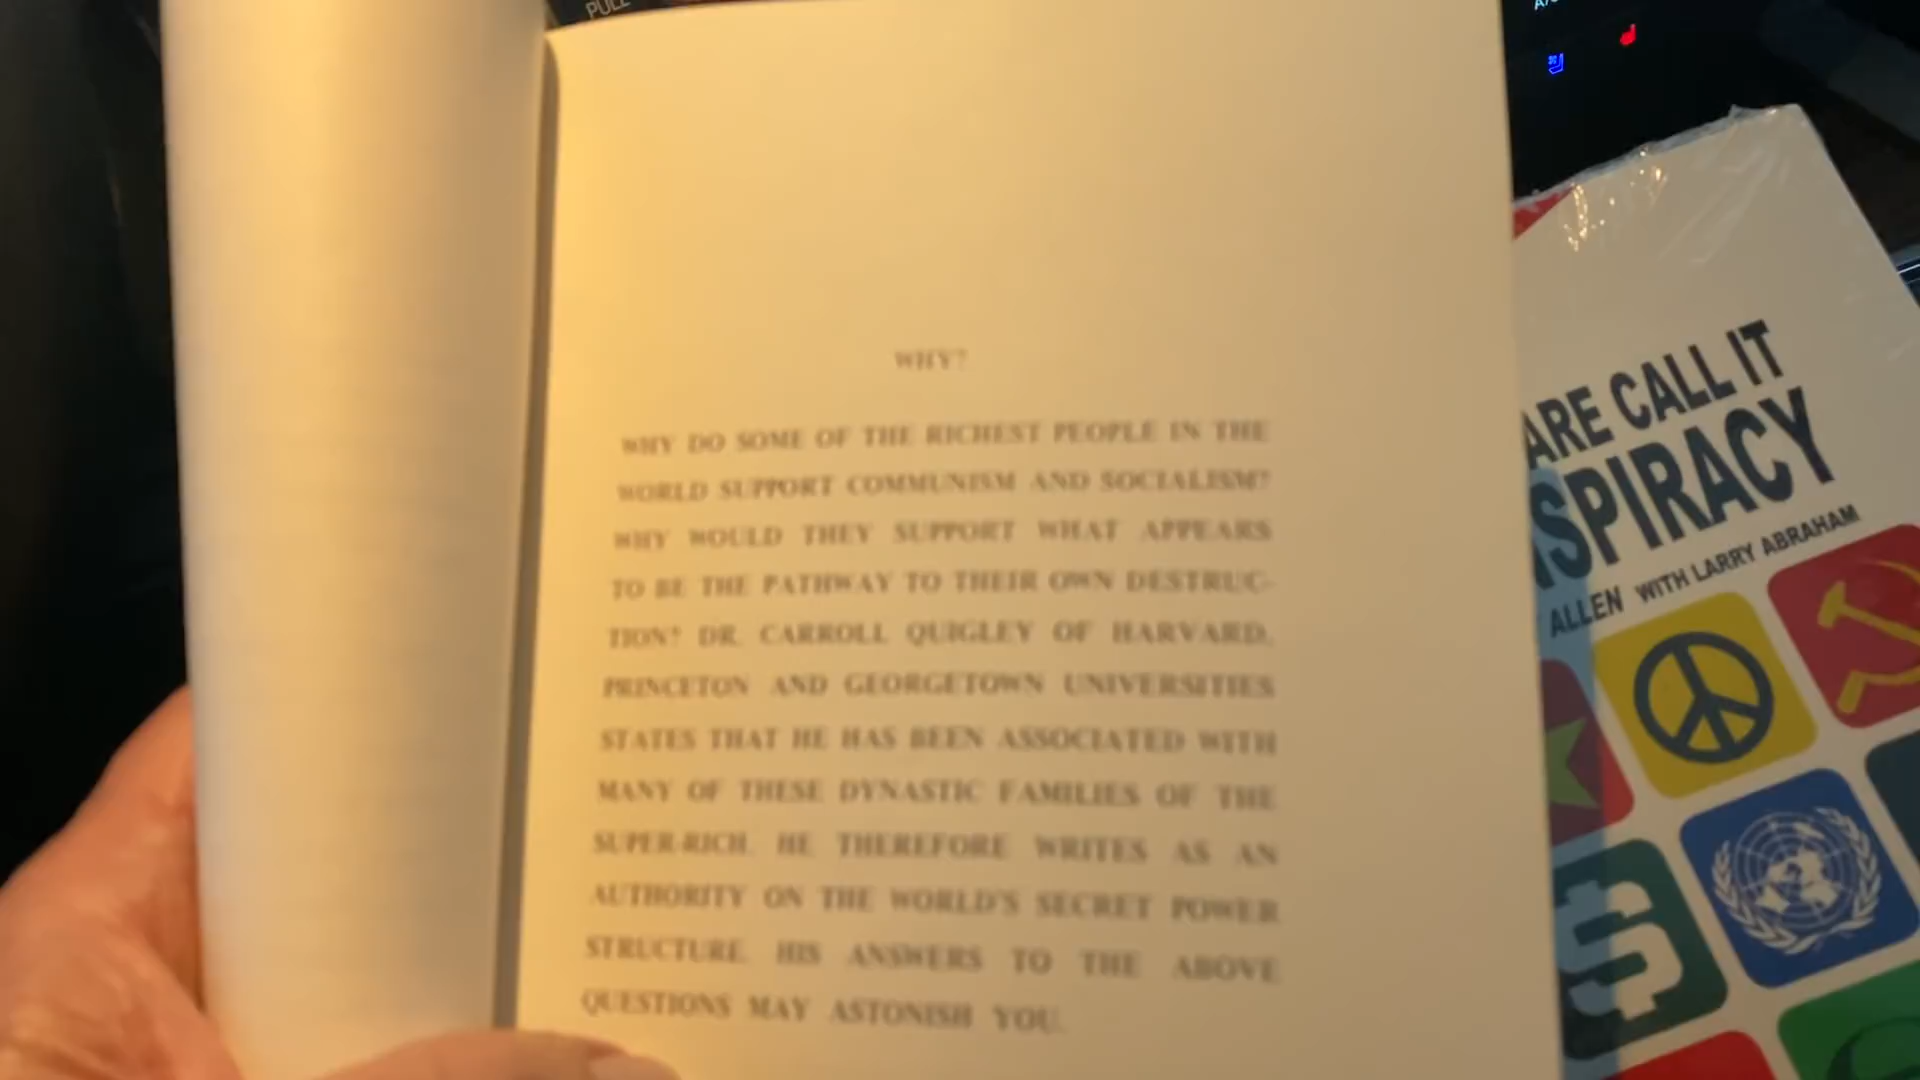 PULL
WHY?
WHY DO SOME OF THE RICHEST PEOPLE IN THE
WORLD SUPPORT COMMUNISM AND SOCIALISM?
WHY WOULD THEY SUPPORT WHAT APPEARS
TO BE THE PATHWAY TO THEIR OWN DESTRUC-
TION? DR. CARROLL QUIGLEY OF HARVARD,
PRINCETON AND GEORGETOWN UNIVERSITIES
STATES THAT HE HAS BEEN ASSOCIATED WITH
MANY OF THESE DYNASTIC FAMILIES OF THE
SUPER-RICH. HE THEREFORE WRITES AS AN
AUTHORITY ON THE WORLD'S SECRET POWER
STRUCTURE. HIS ANSWERS TO THE ABOVE
QUESTIONS MAY ASTONISH YOU.
ARE CALL IT
SPIRACY
ALLEN WITH LARRY ABRAHAM
$